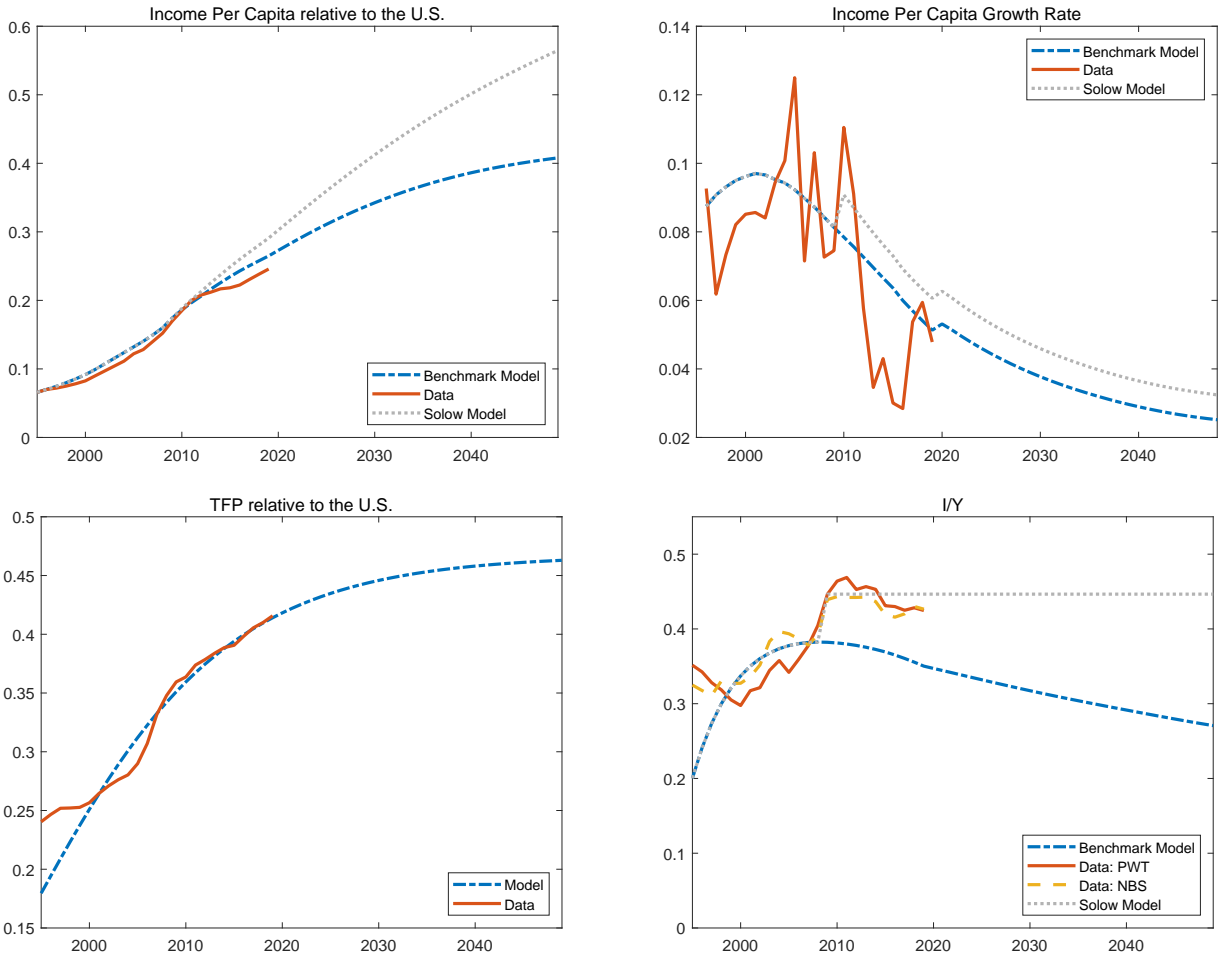 Income Per Capita relative to the U.S.
0.6
0.5
0.4
0.3
0.2
0.1
0
2000 2010 2020 2030 2040
Benchmark Model
Data
Solow Model
Income Per Capita Growth Rate
0.14
0.12
0.1
0.08
0.06
0.04
0.02
2000 2010 2020 2030 2040
Benchmark Model
Data
Solow Model
TFP relative to the U.S.
0.5
0.45
0.4
0.35
0.3
0.25
0.2
0.15
2000 2010 2020 2030 2040
Model
Data
I/Y
0.5
0.4
0.3
0.2
0.1
0
2000 2010 2020 2030 2040
Benchmark Model
Data: PWT
Data: NBS
Solow Model